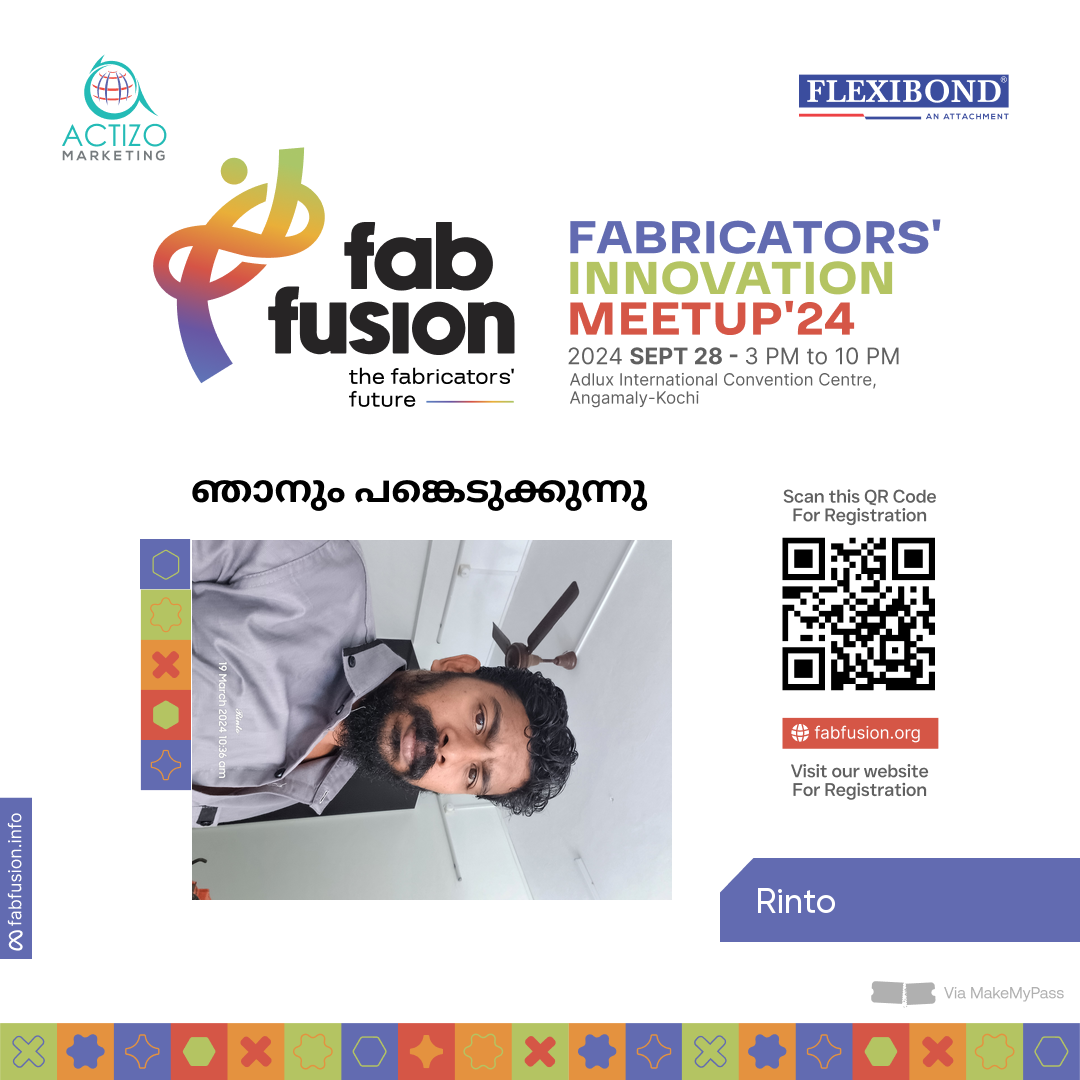 ACTIZO
MARKETING
FLEXIBOND®
AN ATTACHMENT
fab
fusion
the fabricators'
future
FABRICATORS'
INNOVATION
MEETUP'24
2024 SEPT 28 - 3 PM to 10 PM
Adlux International Convention Centre,
Angamaly-Kochi
ഞാനും പങ്കെടുക്കുന്നു
Scan this QR Code
For Registration
fabfusion.org
Visit our website
For Registration
Rinto
19 March 2024 10:36 am
fabfusion.info
Rinto
Via MakeMyPass